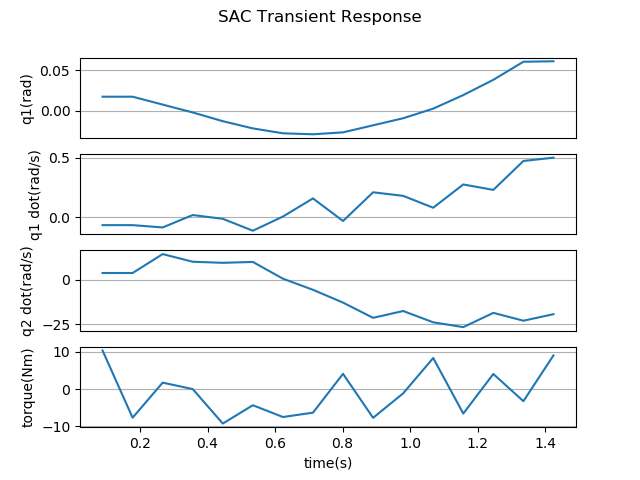 SAC Transient Response
q1(rad)
0.05
0.00
q1 dot(rad/s)
0.5
0.0
q2 dot(rad/s)
0
−25
torque(Nm)
10
0
−10
0.2 0.4 0.6 0.8 1.0 1.2 1.4
time(s)